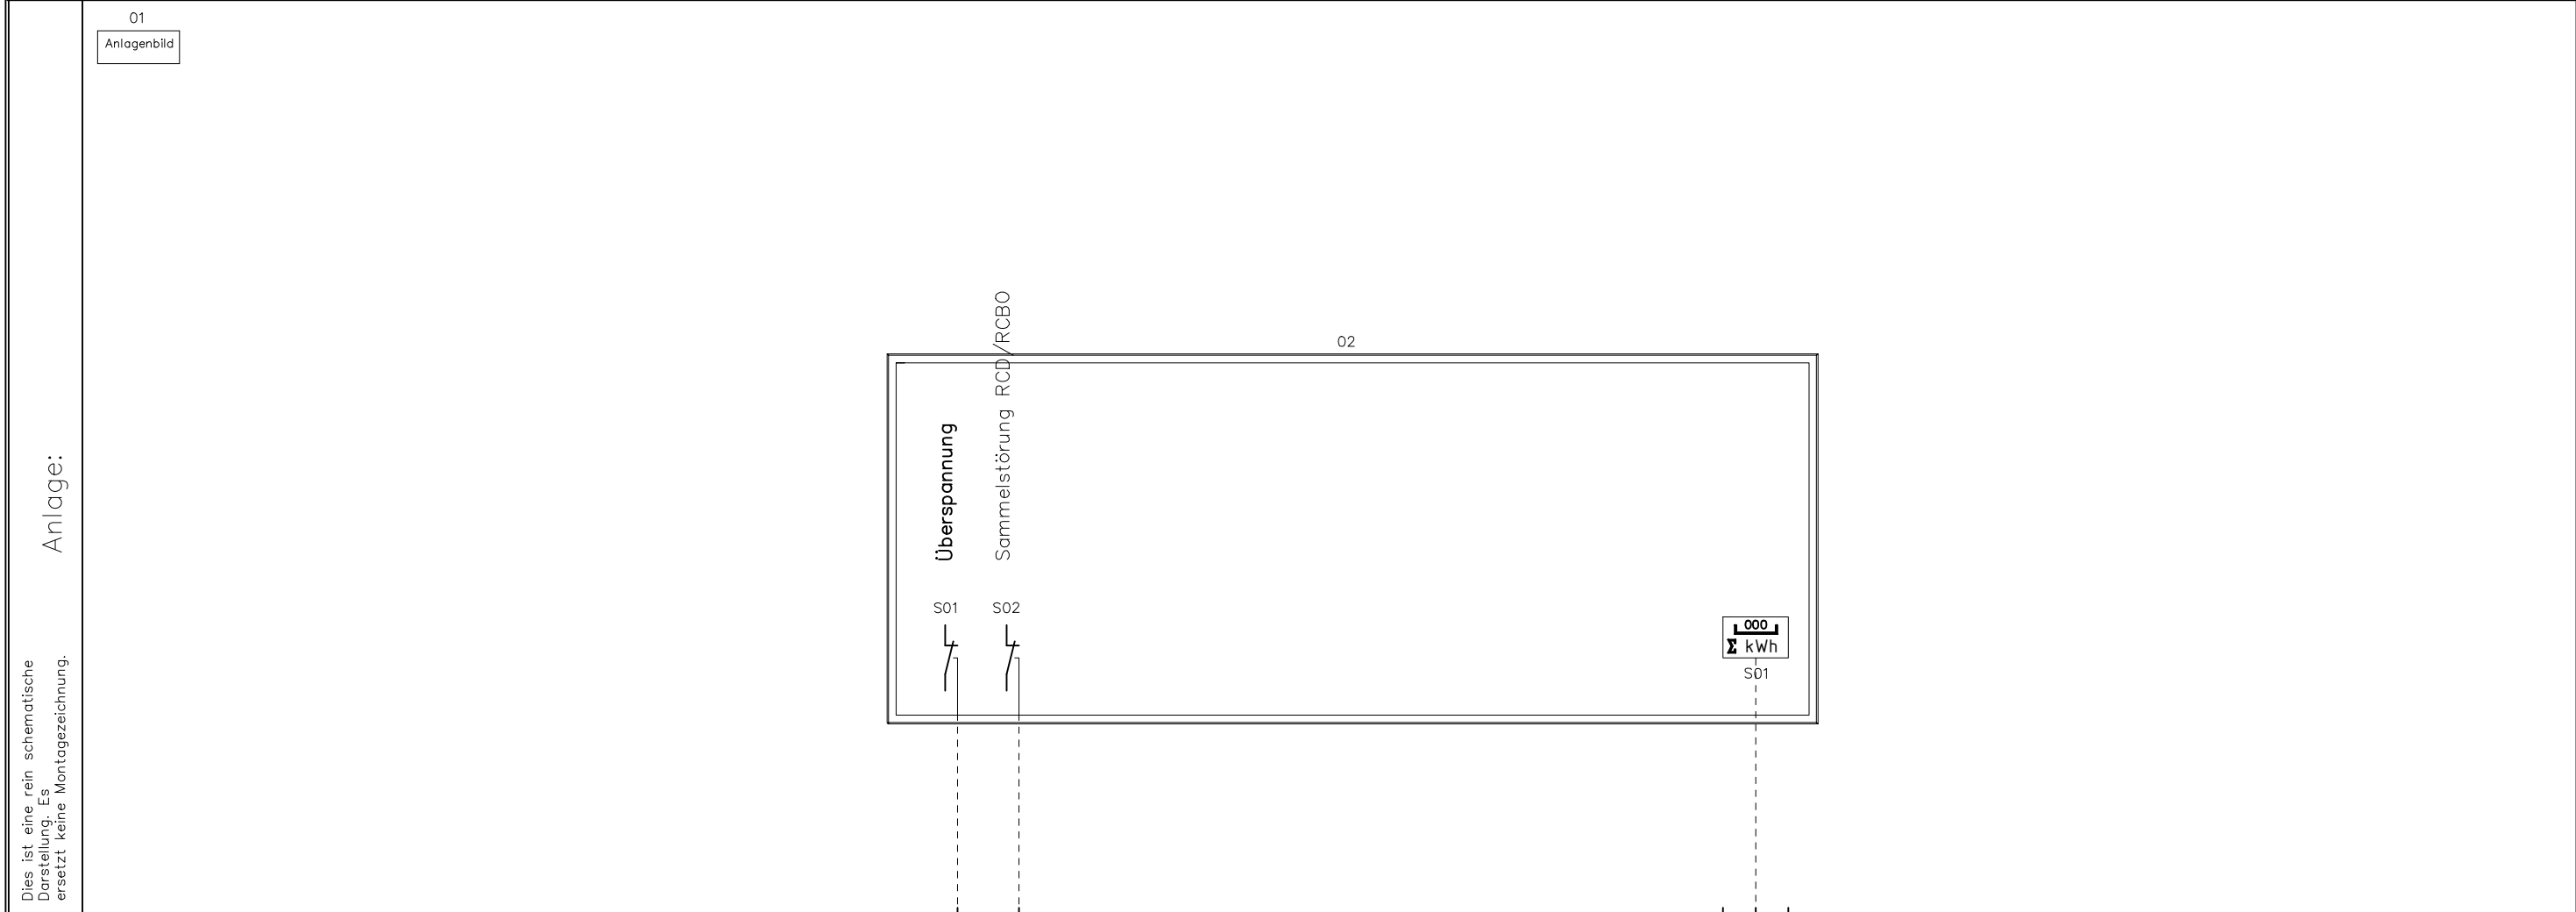 01
Anlagenbild
Anlage:
Dies ist eine rein schematische
Darstellung. Es
ersetzt keine Montagezeichnung.
02
Überspannung
Sammelstörung RCD/RCBO
S01
S02
000
Σ kWh
S01